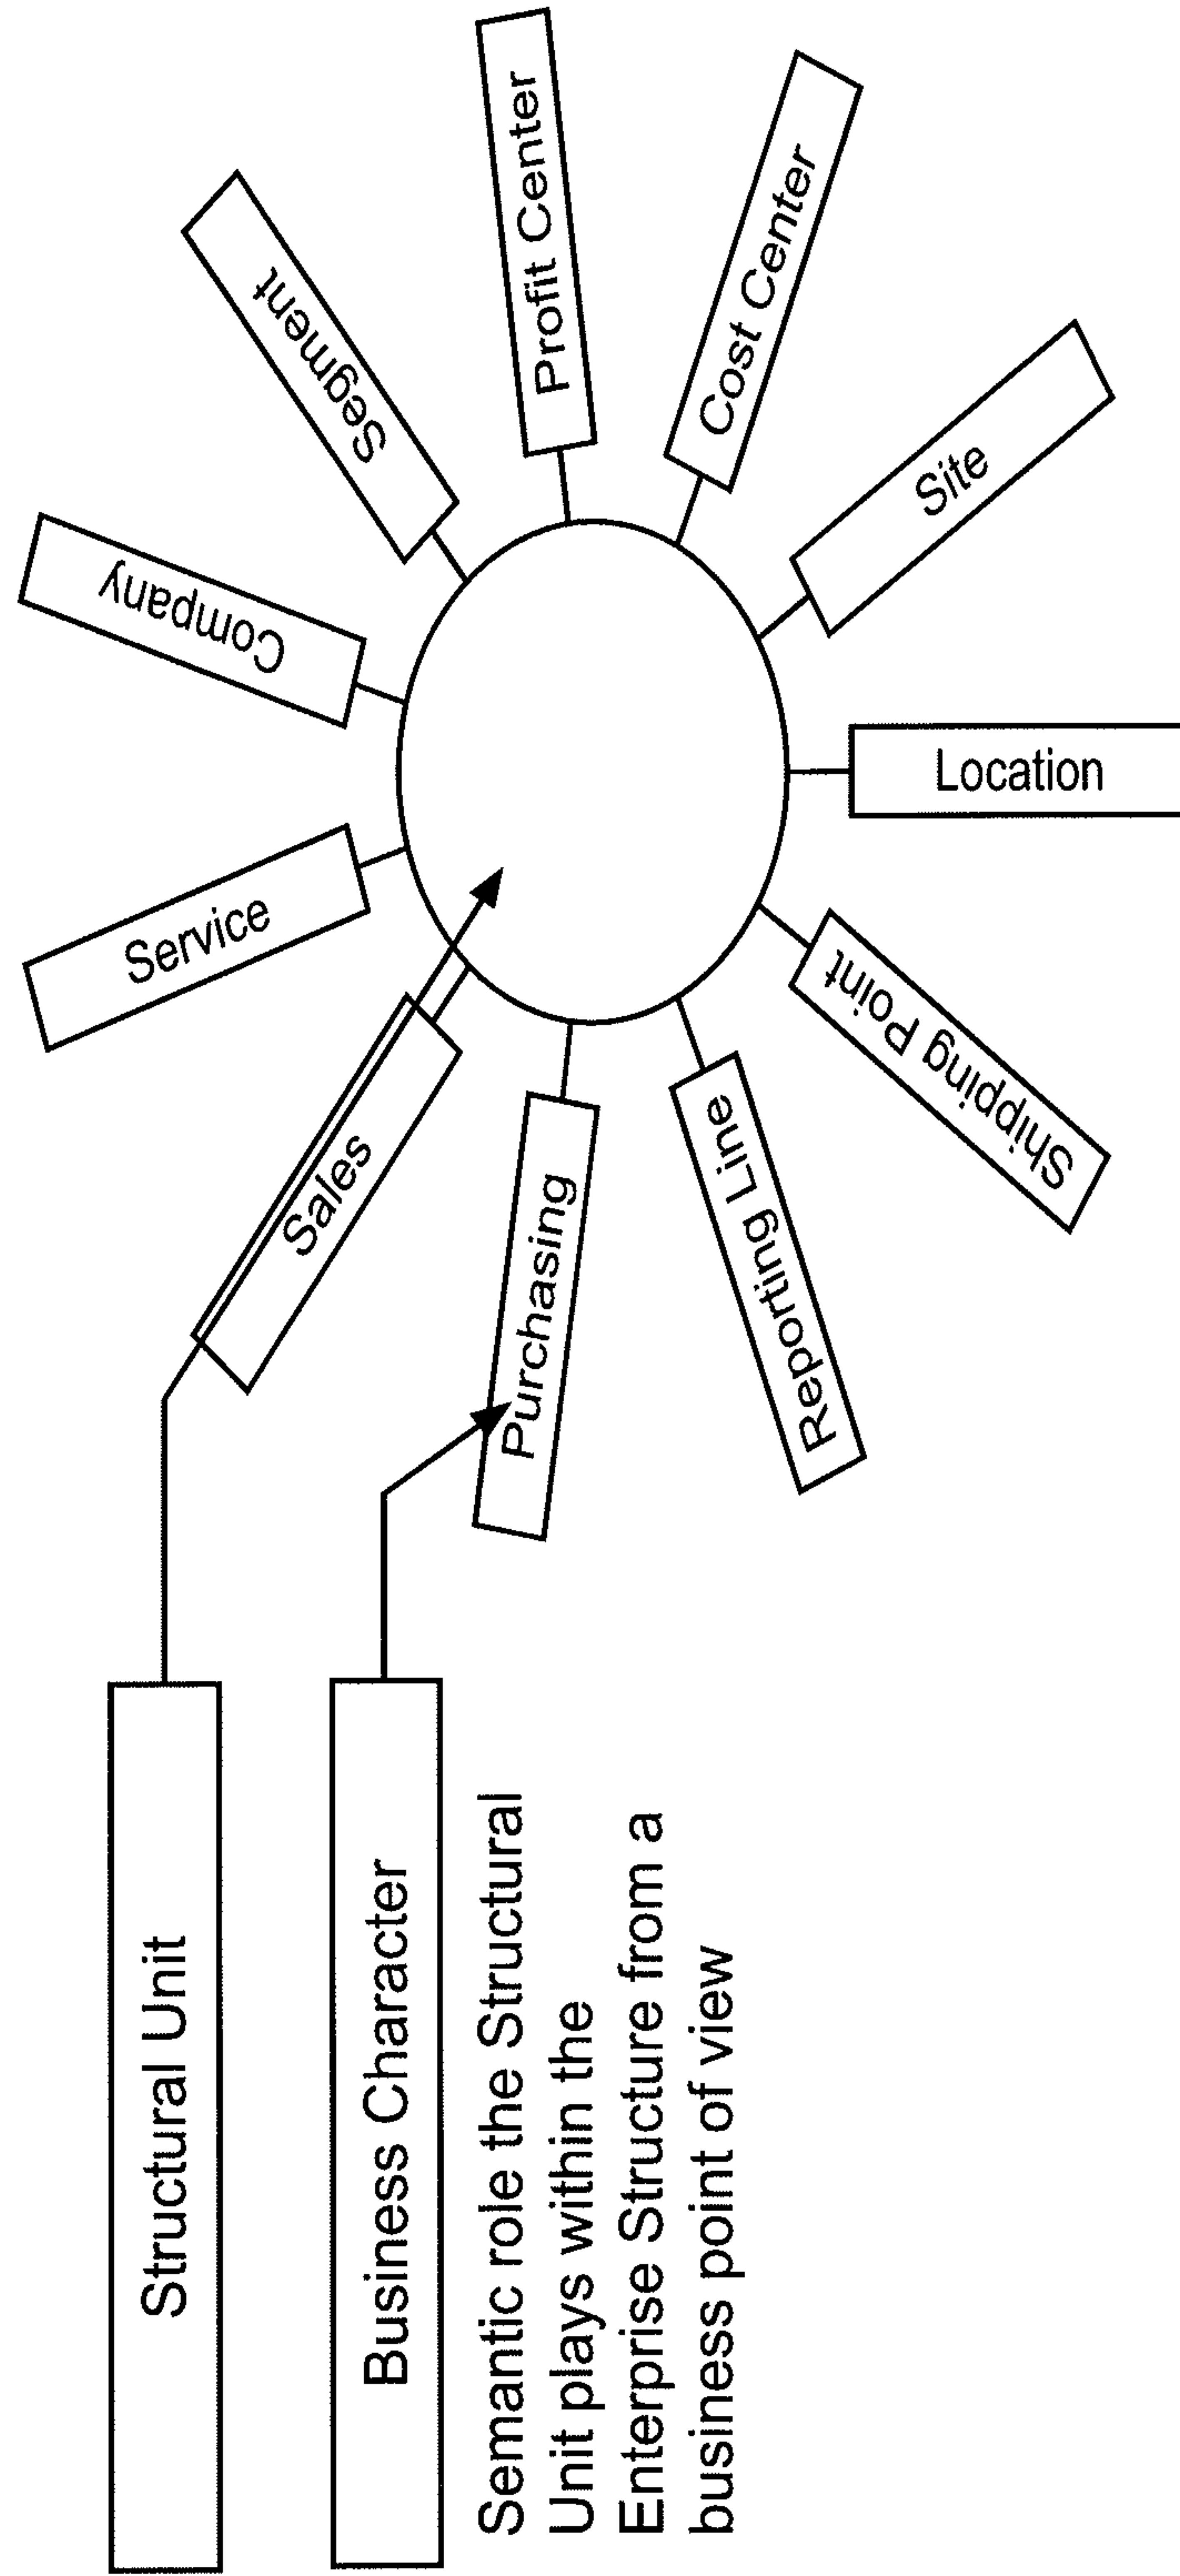 Structural Unit
Business Character
Semantic role the Structural
Unit plays within the
Enterprise Structure from a
business point of view
Sales
Service
Company
Segment
Profit Center
Cost Center
Site
Location
Shipping Point
Reporting Line
Purchasing